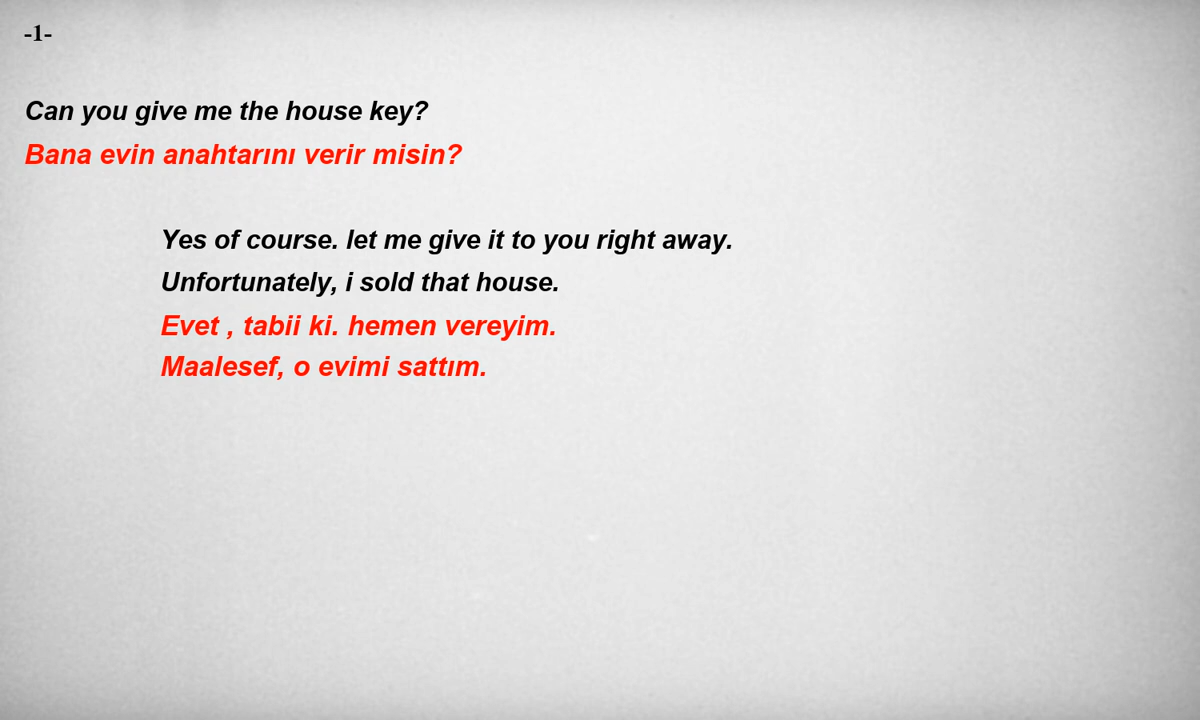 -1-
Can you give me the house key?
Bana evin anahtarını verir misin?
Yes of course. let me give it to you right away.
Unfortunately, i sold that house.
Evet , tabii ki. hemen vereyim.
Maalesef, o evimi sattım.